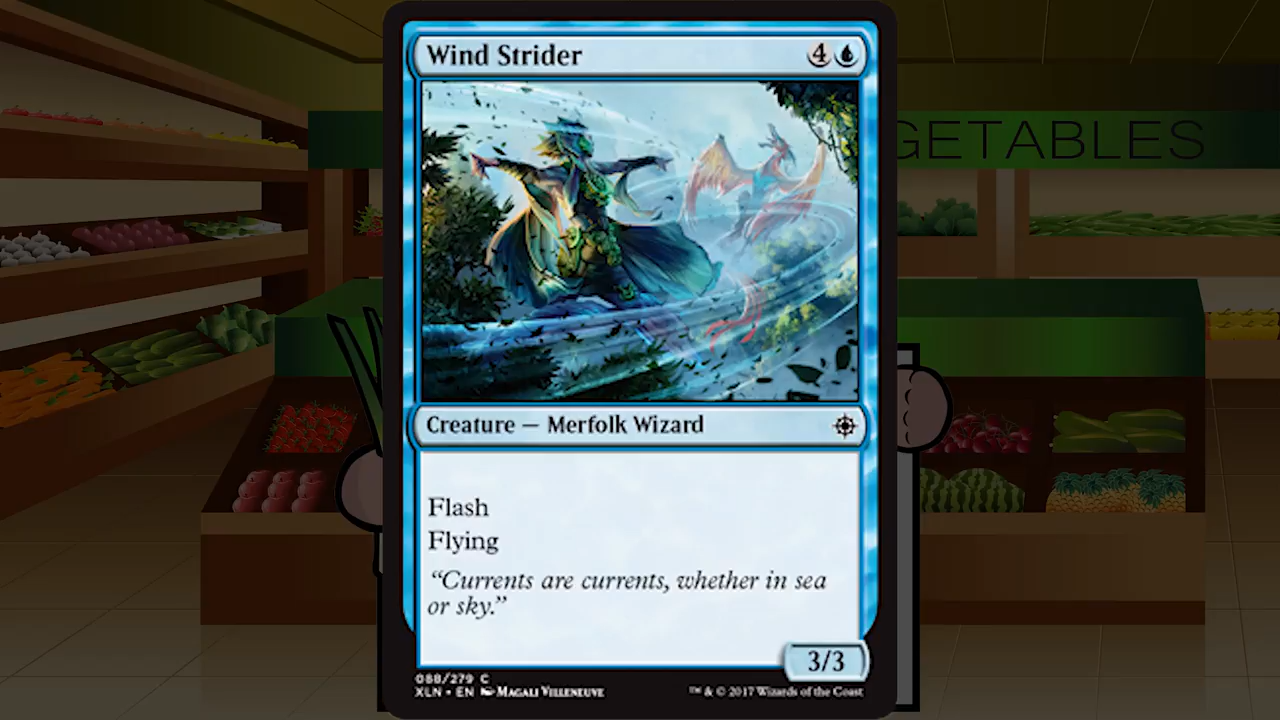 Wind Strider
4
GETABLES
Creature — Merfolk Wizard
Flash
Flying
“Currents are currents, whether in sea
or sky.”
3/3
088/279 C
XLN • EN MAGALI VILLENEUVE
™ & © 2017 Wizards of the Coast